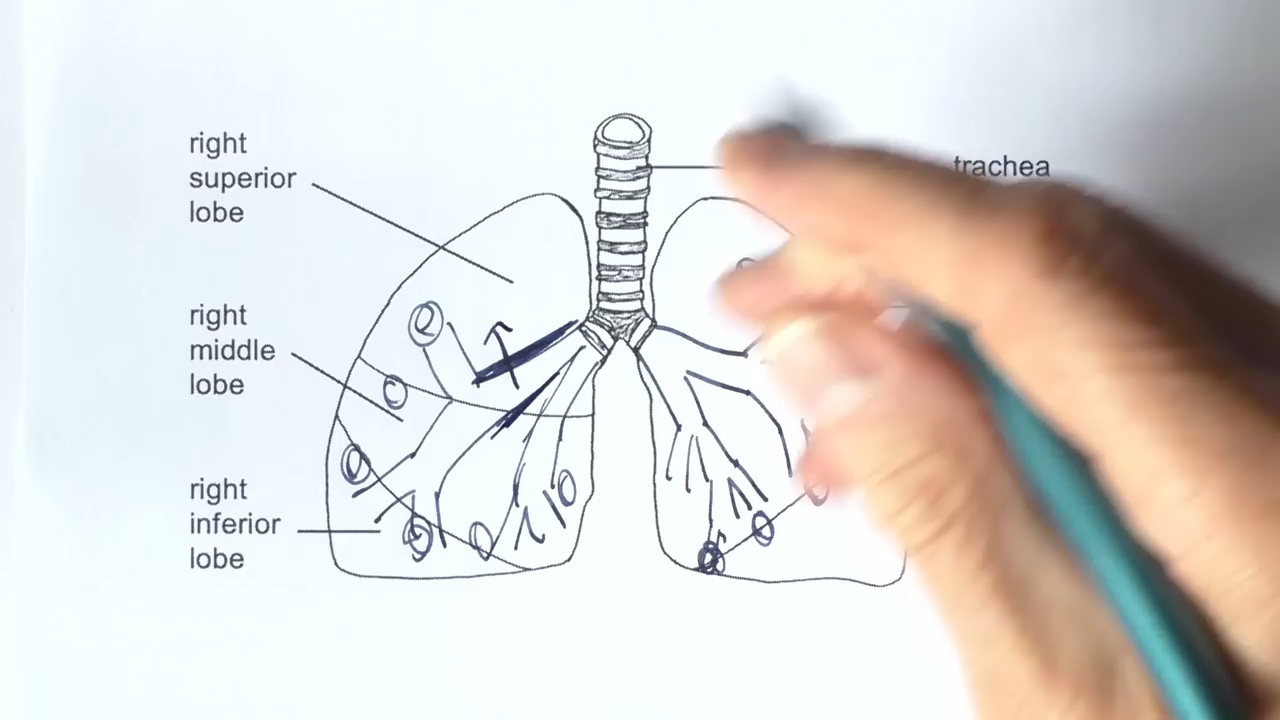 right
superior
lobe
trachea
right
middle
lobe
right
inferior
lobe